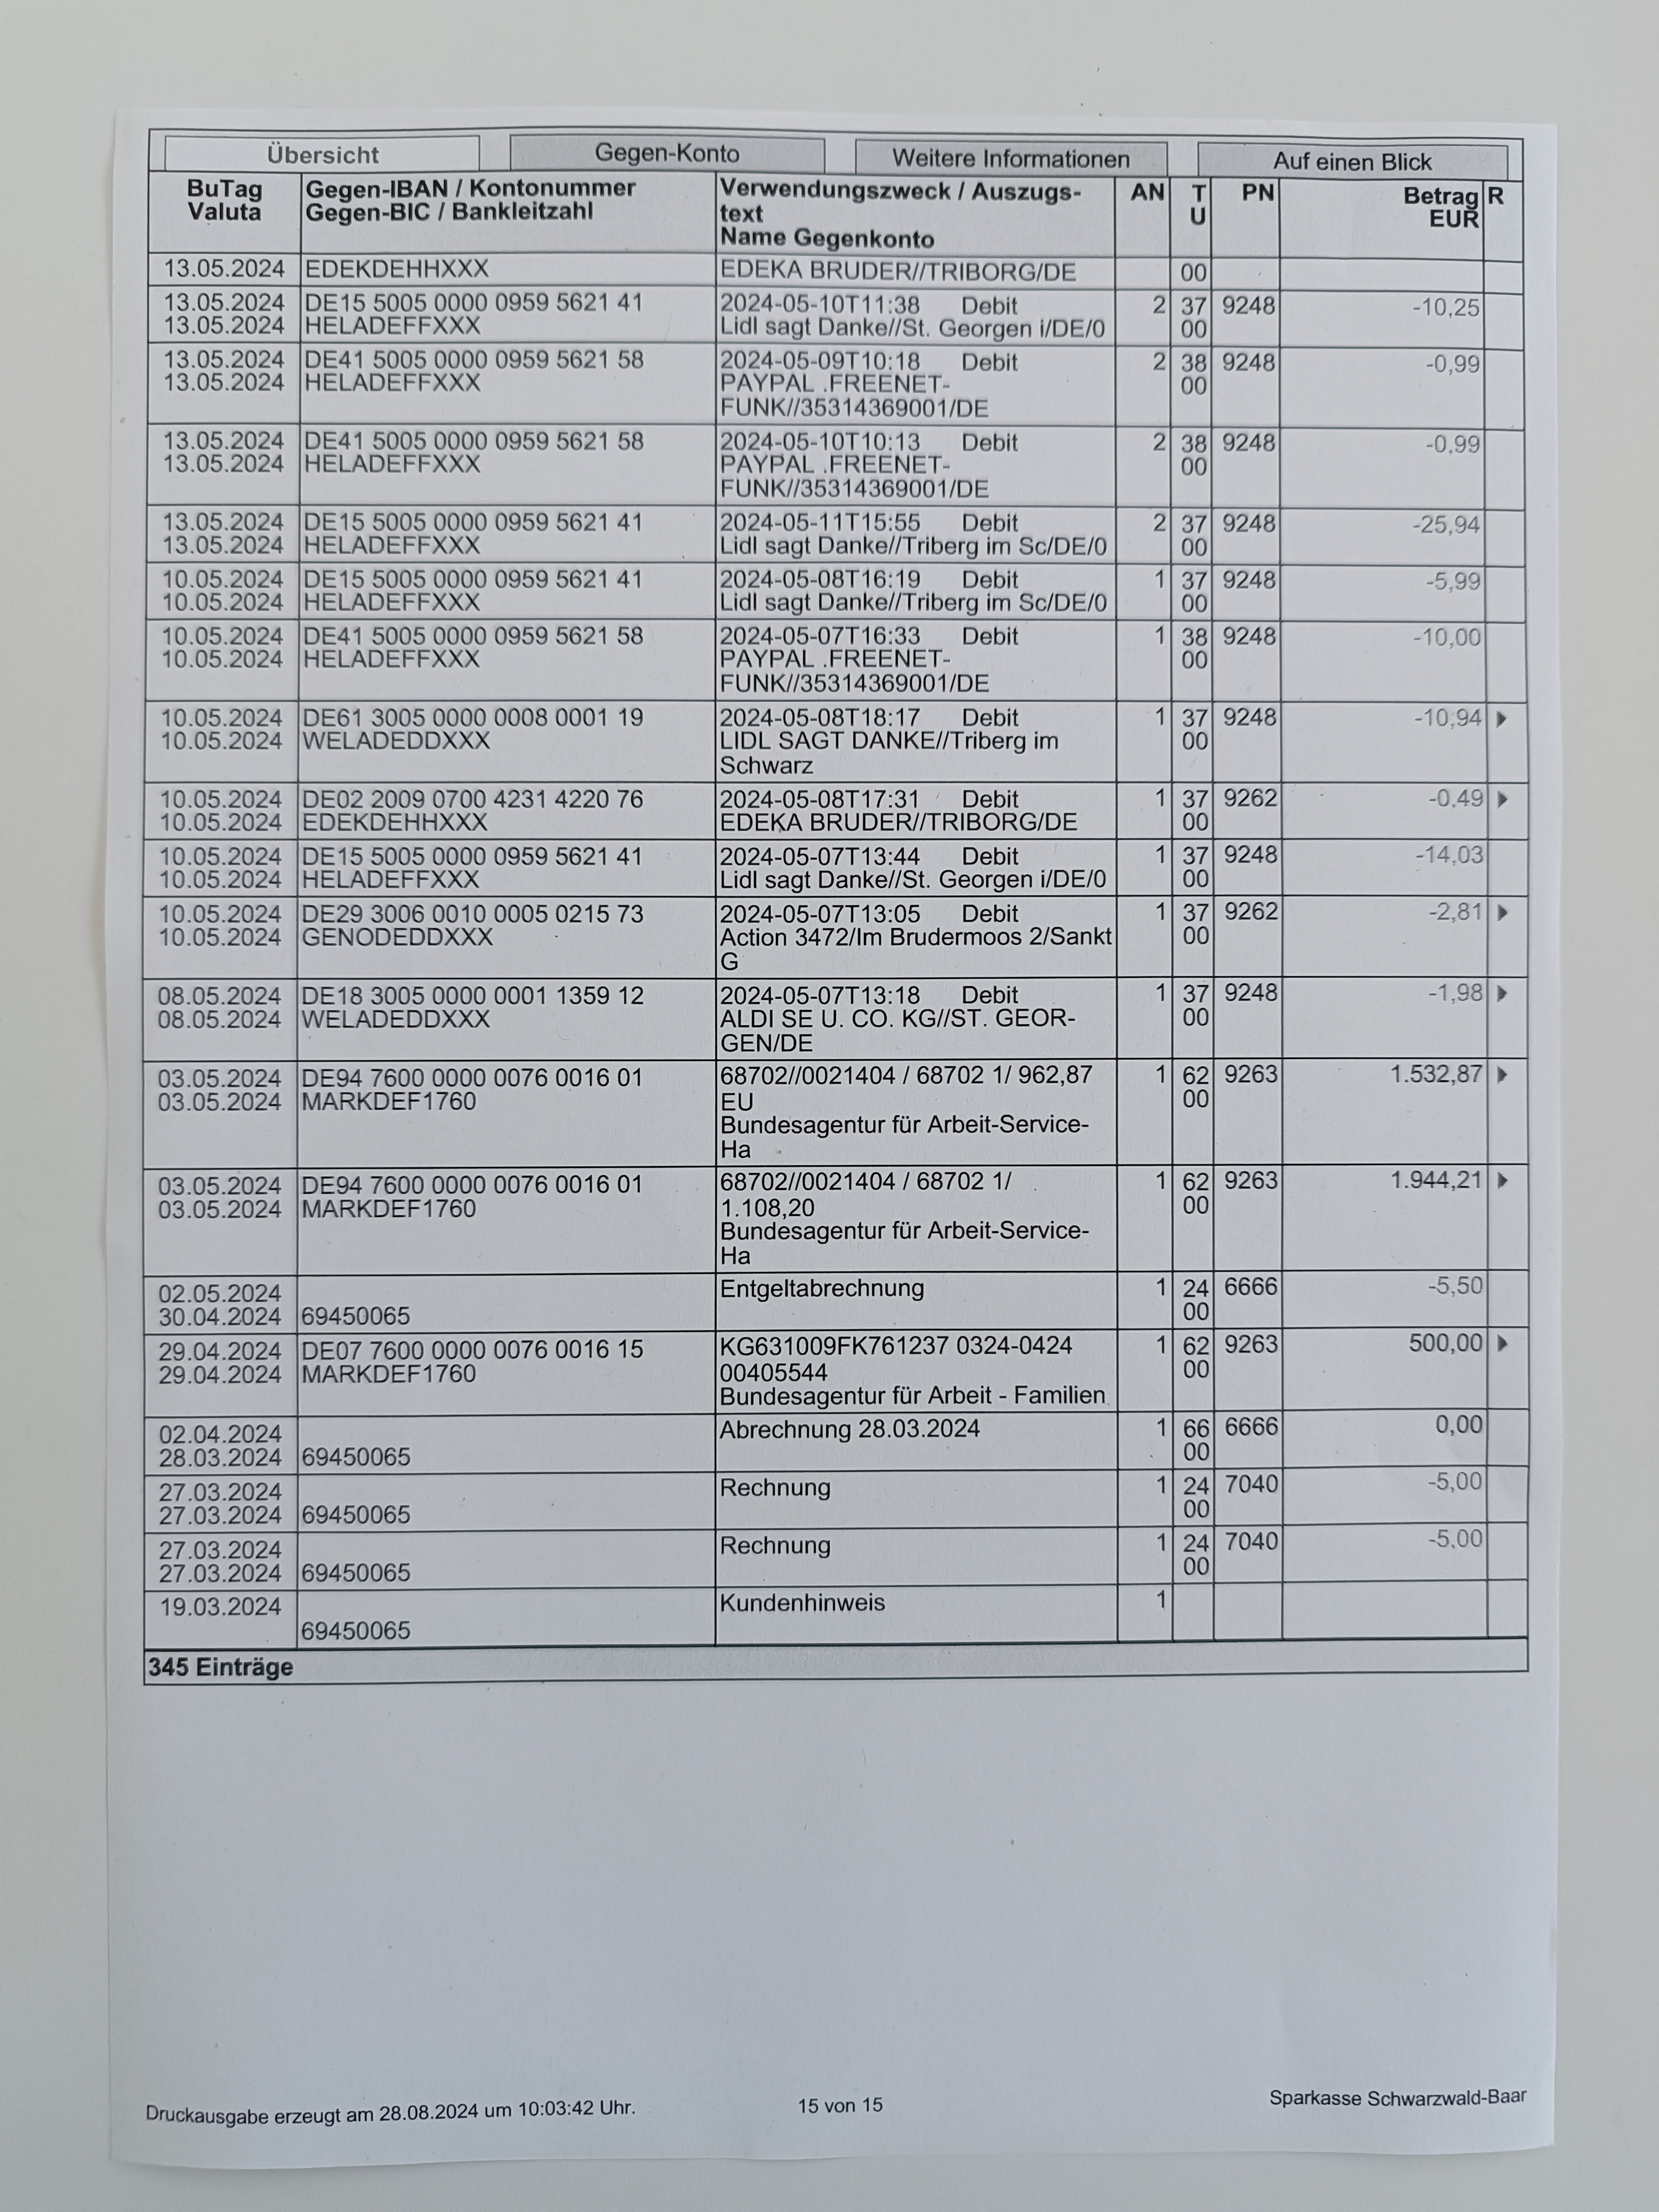 Übersicht Gegen-Konto Weitere Informationen Auf einen Blick
BuTag Gegen-IBAN / Kontonummer Verwendungszweck / Auszugs- AN T PN Betrag R
Valuta Gegen-BIC / Bankleitzahl text U EUR
Name Gegenkonto
13.05.2024 EDEKDEHHXXX EDEKA BRUDER//TRIBORG/DE 00
13.05.2024 DE15 5005 0000 0959 5621 41 2024-05-10T11:38 Debit 2 37 9248 -10,25
13.05.2024 HELADEFFXXX Lidl sagt Danke//St. Georgen i/DE/0 00
13.05.2024 DE41 5005 0000 0959 5621 58 2024-05-09T10:18 Debit 2 38 9248 -0,99
13.05.2024 HELADEFFXXX PAYPAL .FREENET- 00
FUNK//35314369001/DE
13.05.2024 DE41 5005 0000 0959 5621 58 2024-05-10T10:13 Debit 2 38 9248 -0,99
13.05.2024 HELADEFFXXX PAYPAL .FREENET- 00
FUNK//35314369001/DE
13.05.2024 DE15 5005 0000 0959 5621 41 2024-05-11T15:55 Debit 2 37 9248 -25,94
13.05.2024 HELADEFFXXX Lidl sagt Danke//Triberg im Sc/DE/0 00
10.05.2024 DE15 5005 0000 0959 5621 41 2024-05-08T16:19 Debit 1 37 9248 -5,99
10.05.2024 HELADEFFXXX Lidl sagt Danke//Triberg im Sc/DE/0 00
10.05.2024 DE41 5005 0000 0959 5621 58 2024-05-07T16:33 Debit 1 38 9248 -10,00
10.05.2024 HELADEFFXXX PAYPAL .FREENET- 00
FUNK//35314369001/DE
10.05.2024 DE61 3005 0000 0008 0001 19 2024-05-08T18:17 Debit 1 37 9248 -10,94
10.05.2024 WELADEDDXXX LIDL SAGT DANKE//Triberg im 00
Schwarz
10.05.2024 DE02 2009 0700 4231 4220 76 2024-05-08T17:31 Debit 1 37 9262 -0,49
10.05.2024 EDEKDEHHXXX EDEKA BRUDER//TRIBORG/DE 00
10.05.2024 DE15 5005 0000 0959 5621 41 2024-05-07T13:44 Debit 1 37 9248 -14,03
10.05.2024 HELADEFFXXX Lidl sagt Danke//St. Georgen i/DE/0 00
10.05.2024 DE29 3006 0010 0005 0215 73 2024-05-07T13:05 Debit 1 37 9262 -2,81
10.05.2024 GENODEDDXXX Action 3472/Im Brudermoos 2/Sankt 00
G
08.05.2024 DE18 3005 0000 0001 1359 12 2024-05-07T13:18 Debit 1 37 9248 -1,98
08.05.2024 WELADEDDXXX ALDI SE U. CO. KG//ST. GEOR- 00
GEN/DE
03.05.2024 DE94 7600 0000 0076 0016 01 68702//0021404 / 68702 1/ 962,87 1 62 9263 1.532,87
03.05.2024 MARKDEF1760 EU 00
Bundesagentur für Arbeit-Service-
Ha
03.05.2024 DE94 7600 0000 0076 0016 01 68702//0021404 / 68702 1/ 1 62 9263 1.944,21
03.05.2024 MARKDEF1760 1.108,20 00
Bundesagentur für Arbeit-Service-
Ha
02.05.2024 Entgeltabrechnung 1 24 6666 -5,50
30.04.2024 69450065 00
29.04.2024 DE07 7600 0000 0076 0016 15 KG631009FK761237 0324-0424 1 62 9263 500,00
29.04.2024 MARKDEF1760 00405544 00
Bundesagentur für Arbeit - Familien
02.04.2024 Abrechnung 28.03.2024 1 66 6666 0,00
28.03.2024 69450065 00
27.03.2024 Rechnung 1 24 7040 -5,00
27.03.2024 69450065 00
27.03.2024 Rechnung 1 24 7040 -5,00
27.03.2024 69450065 00
19.03.2024 Kundenhinweis 1
69450065
345 Einträge
Druckausgabe erzeugt am 28.08.2024 um 10:03:42 Uhr. 15 von 15 Sparkasse Schwarzwald-Baar